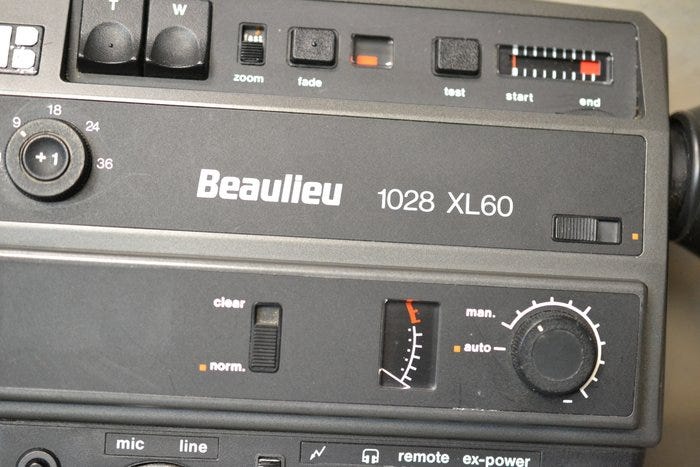 T W
fast
zoom fade test start end
9 18 24 36
+1
Beaulieu 1028 XL60
clear
norm.
man.
auto
mic line remote ex-power